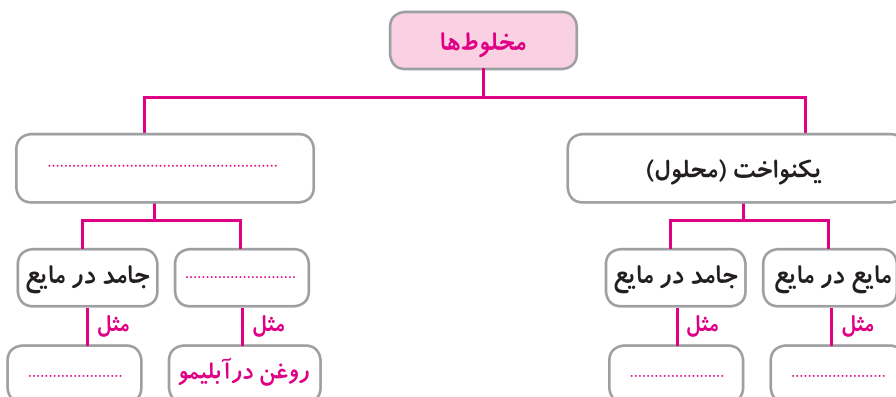 مخلوط‌ها
یکنواخت (محلول)
................................................
مایع در مایع
جامد در مایع
............................
جامد در مایع
مثل
مثل
مثل
مثل
........................
........................
روغن درآبلیمو
........................